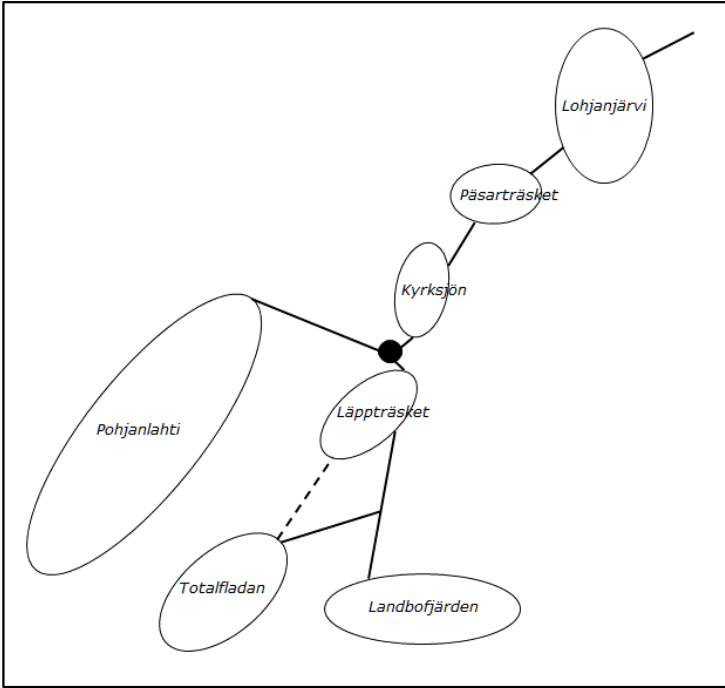 Lohjanjärvi
Päsarträsket
Kyrksjön
Läppträsket
Pohjanlahti
Totalfladan
Landbofjärden